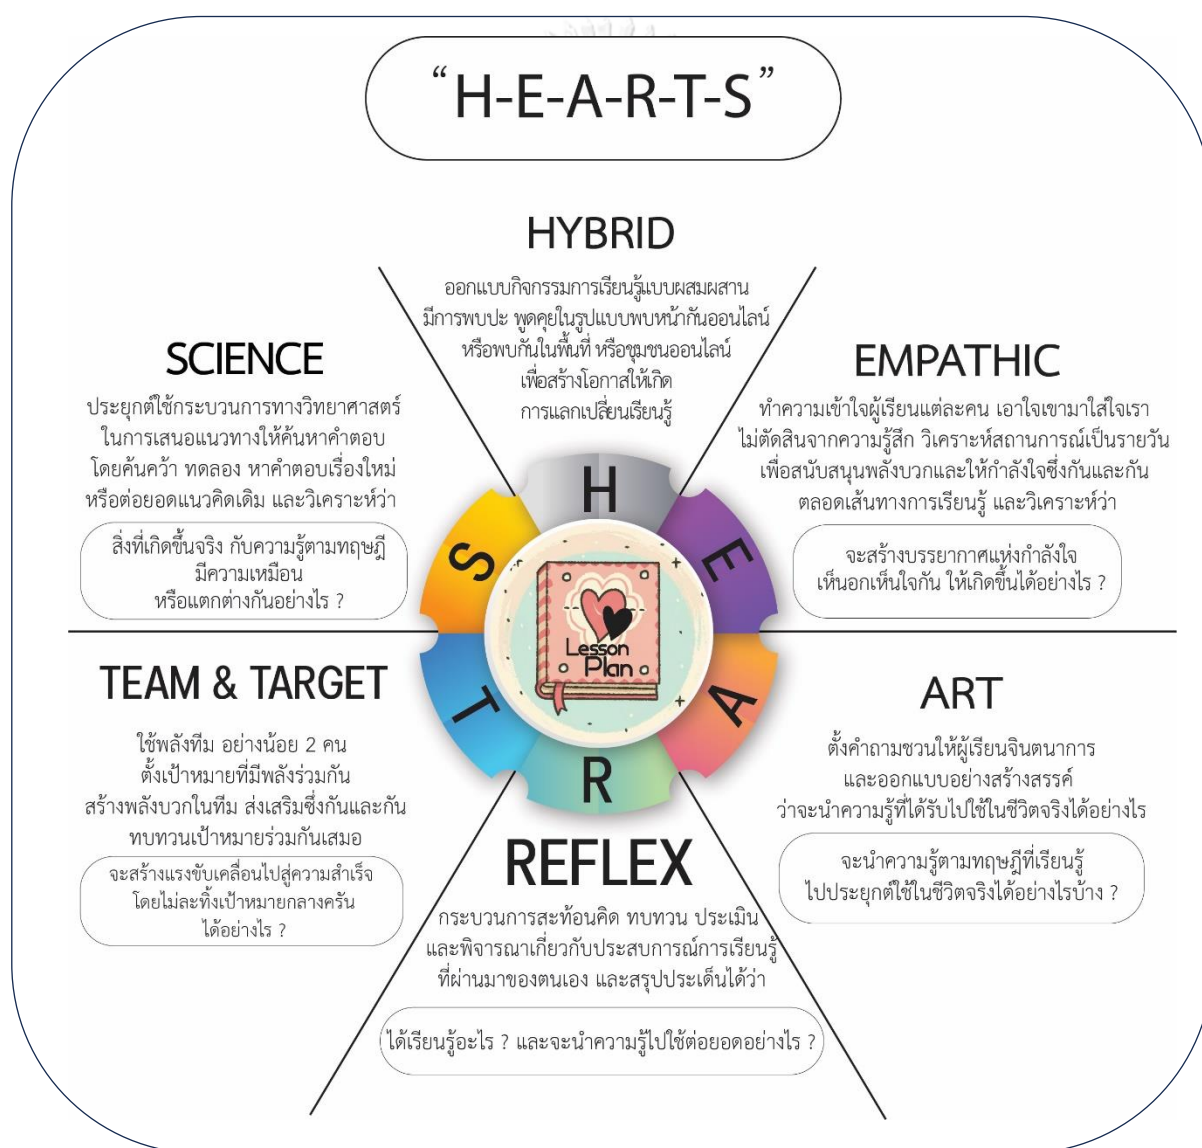 “H-E-A-R-T-S”
HYBRID
ออกแบบกิจกรรมการเรียนรู้แบบผสมผสาน
มีการพบปะ พูดคุยในรูปแบบพบหน้ากันออนไลน์
หรือพบกันในพื้นที่ หรือชุมชนออนไลน์
เพื่อสร้างโอกาสให้เกิด
การแลกเปลี่ยนเรียนรู้
EMPATHIC
ทำความเข้าใจผู้เรียนแต่ละคน เอาใจเขามาใส่ใจเรา
ไม่ตัดสินจากความรู้สึก วิเคราะห์สถานการณ์เป็นรายวัน
เพื่อสนับสนุนพลังบวกและให้กำลังใจซึ่งกันและกัน
ตลอดเส้นทางการเรียนรู้ และวิเคราะห์ว่า
จะสร้างบรรยากาศแห่งกำลังใจ
เห็นอกเห็นใจกัน ให้เกิดขึ้นได้อย่างไร ?
ART
ตั้งคำถามชวนให้ผู้เรียนจินตนาการ
และออกแบบอย่างสร้างสรรค์
ว่าจะนำความรู้ที่ได้รับไปใช้ในชีวิตจริงได้อย่างไร
จะนำความรู้ตามทฤษฎีที่เรียนรู้
ไปประยุกต์ใช้ในชีวิตจริงได้อย่างไรบ้าง ?
REFLEX
กระบวนการสะท้อนคิด ทบทวน ประเมิน
และพิจารณาเกี่ยวกับประสบการณ์การเรียนรู้
ที่ผ่านมาของตนเอง และสรุปประเด็นได้ว่า
ได้เรียนรู้อะไร ? และจะนำความรู้ไปใช้ต่อยอดอย่างไร ?
TEAM & TARGET
ใช้พลังทีม อย่างน้อย 2 คน
ตั้งเป้าหมายที่มีพลังร่วมกัน
สร้างพลังบวกในทีม ส่งเสริมซึ่งกันและกัน
ทบทวนเป้าหมายร่วมกันเสมอ
จะสร้างแรงขับเคลื่อนไปสู่ความสำเร็จ
โดยไม่ละทิ้งเป้าหมายกลางครัน
ได้อย่างไร ?
SCIENCE
ประยุกต์ใช้กระบวนการทางวิทยาศาสตร์
ในการเสนอแนวทางให้ค้นหาคำตอบ
โดยค้นคว้า ทดลอง หาคำตอบเรื่องใหม่
หรือต่อยอดแนวคิดเดิม และวิเคราะห์ว่า
สิ่งที่เกิดขึ้นจริง กับความรู้ตามทฤษฎี
มีความเหมือน
หรือแตกต่างกันอย่างไร ?
H
E
A
R
T
S
Lesson
Plan